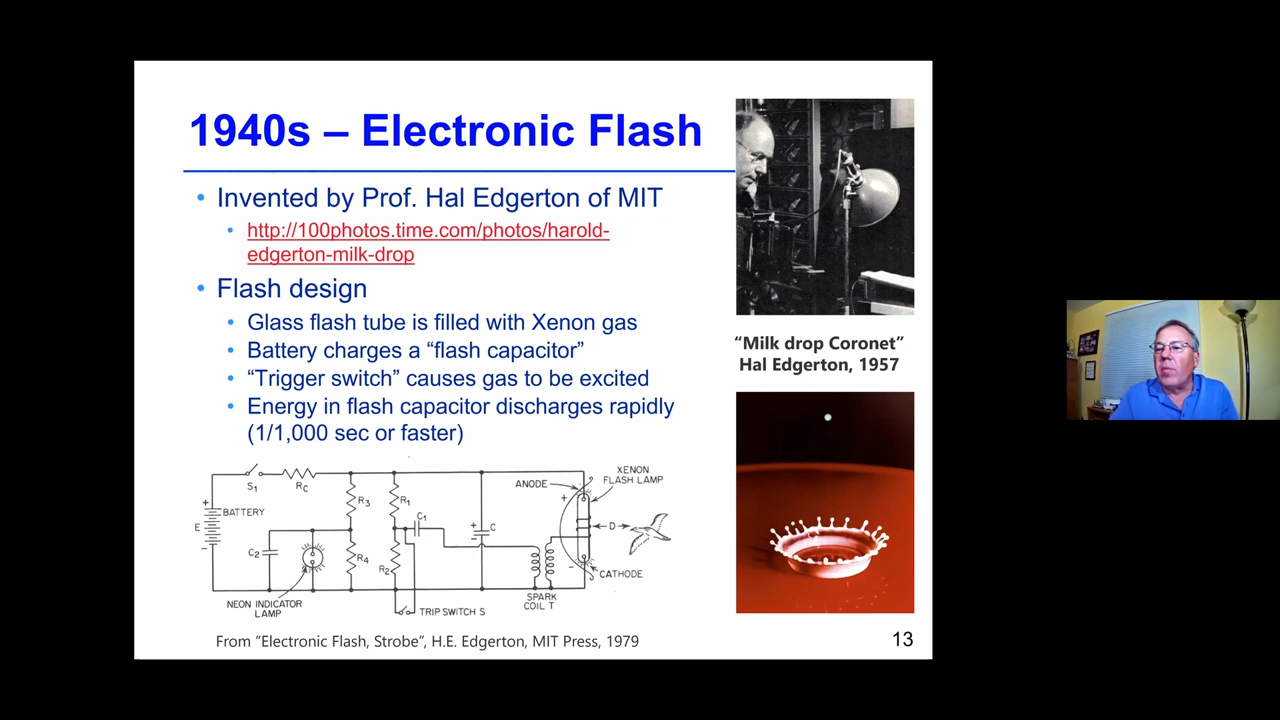 1940s – Electronic Flash
• Invented by Prof. Hal Edgerton of MIT
• http://100photos.time.com/photos/harold-
edgerton-milk-drop
• Flash design
• Glass flash tube is filled with Xenon gas
• Battery charges a “flash capacitor”
• “Trigger switch” causes gas to be excited
• Energy in flash capacitor discharges rapidly
(1/1,000 sec or faster)
“Milk drop Coronet”
Hal Edgerton, 1957
S1
RC
R3
R1
C1
+
C
ANODE
+
XENON
FLASH LAMP
D
+
E
-
BATTERY
C2
R4
R2
-
CATHODE
NEON INDICATOR
LAMP
TRIP SWITCH S
SPARK
COIL T
From “Electronic Flash, Strobe”, H.E. Edgerton, MIT Press, 1979
13